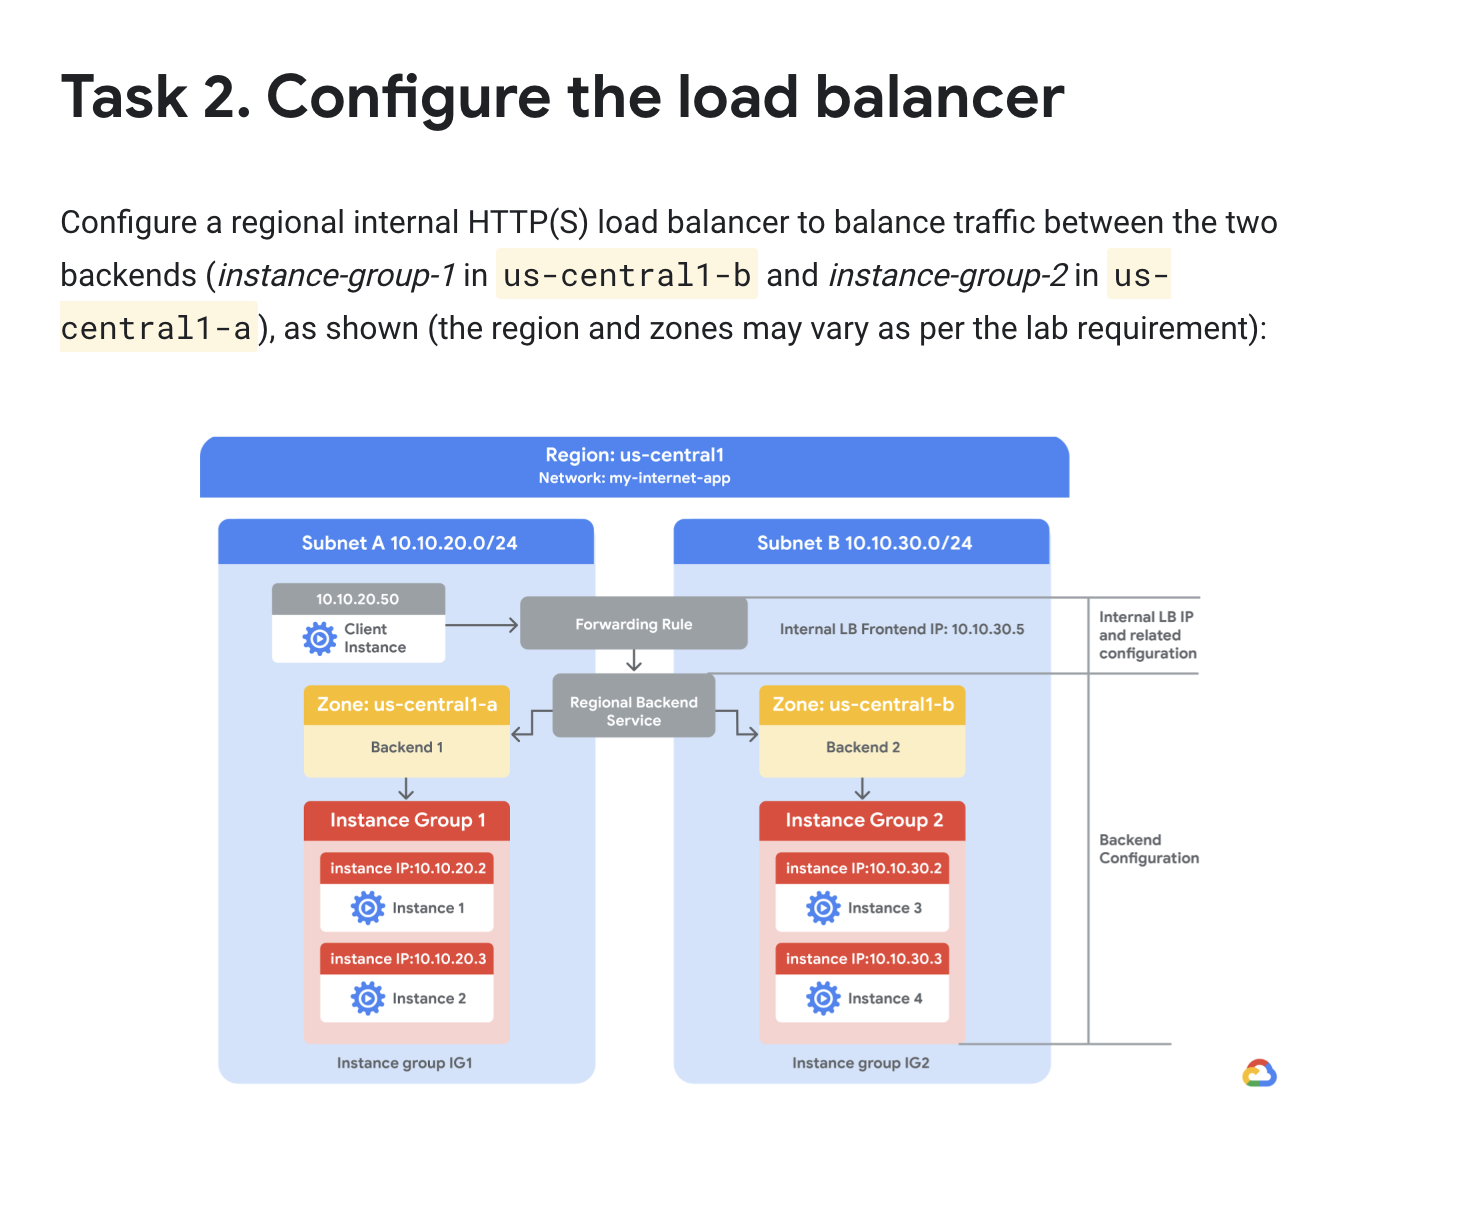 Task 2. Configure the load balancer
Configure a regional internal HTTP(S) load balancer to balance traffic between the two
backends (instance-group-1 in us-central1-b and instance-group-2 in us-
central1-a), as shown (the region and zones may vary as per the lab requirement):
Region: us-central1
Network: my-internet-app
Subnet A 10.10.20.0/24
Subnet B 10.10.30.0/24
10.10.20.50
Client
Instance
Forwarding Rule
Internal LB Frontend IP: 10.10.30.5
Internal LB IP
and related
configuration
Zone: us-central1-a
Backend 1
Regional Backend
Service
Zone: us-central1-b
Backend 2
Instance Group 1
instance IP:10.10.20.2
Instance 1
instance IP:10.10.20.3
Instance 2
Instance group IG1
Instance Group 2
instance IP:10.10.30.2
Instance 3
instance IP:10.10.30.3
Instance 4
Instance group IG2
Backend
Configuration